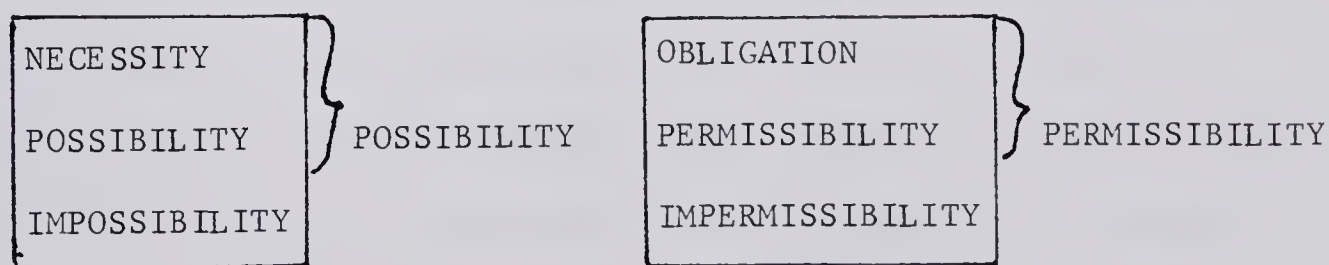 NECESSITY
POSSIBILITY
IMPOSSIBILITY
POSSIBILITY
OBLIGATION
PERMISSIBILITY
IMPERMISSIBILITY
PERMISSIBILITY